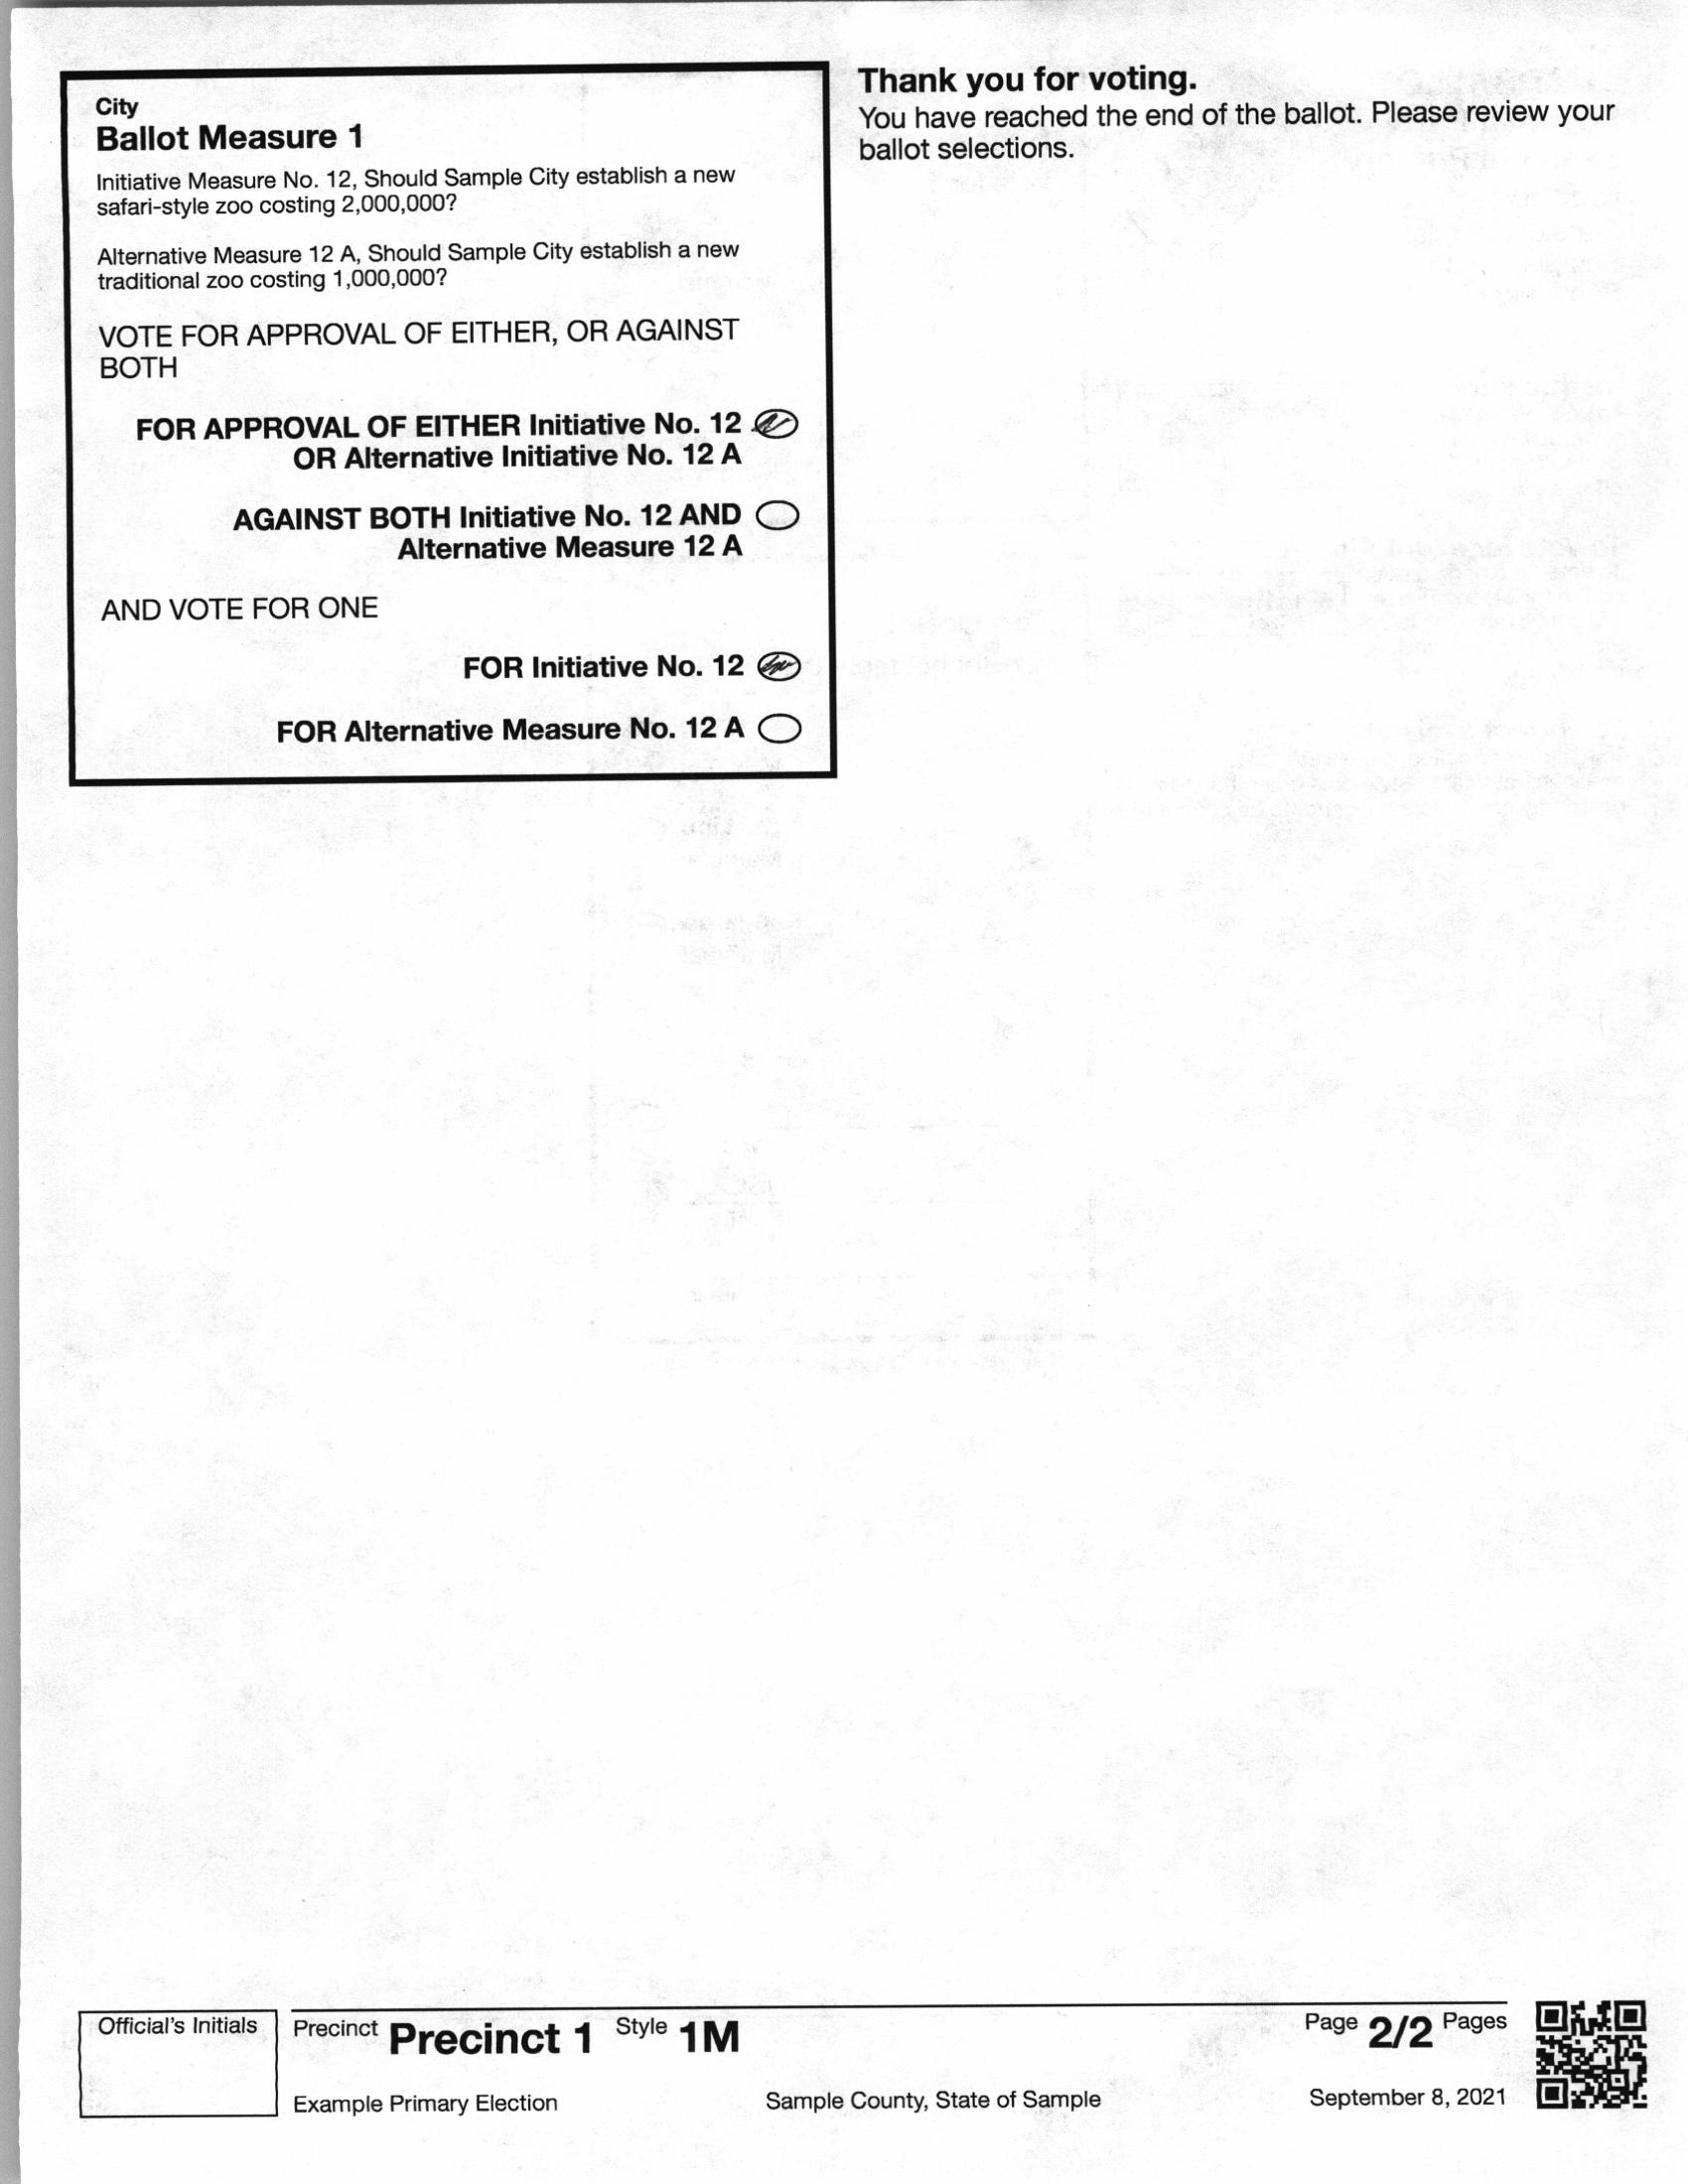 City
Ballot Measure 1
Initiative Measure No. 12, Should Sample City establish a new
safari-style zoo costing 2,000,000?
Alternative Measure 12 A, Should Sample City establish a new
traditional zoo costing 1,000,000?
VOTE FOR APPROVAL OF EITHER, OR AGAINST
BOTH
FOR APPROVAL OF EITHER Initiative No. 12
OR Alternative Initiative No. 12 A
AGAINST BOTH Initiative No. 12 AND
Alternative Measure 12 A
AND VOTE FOR ONE
FOR Initiative No. 12
FOR Alternative Measure No. 12 A
Thank you for voting.
You have reached the end of the ballot. Please review your
ballot selections.
Official's Initials
Precinct Precinct 1 Style 1M
Page 2/2 Pages
Example Primary Election
Sample County, State of Sample
September 8, 2021